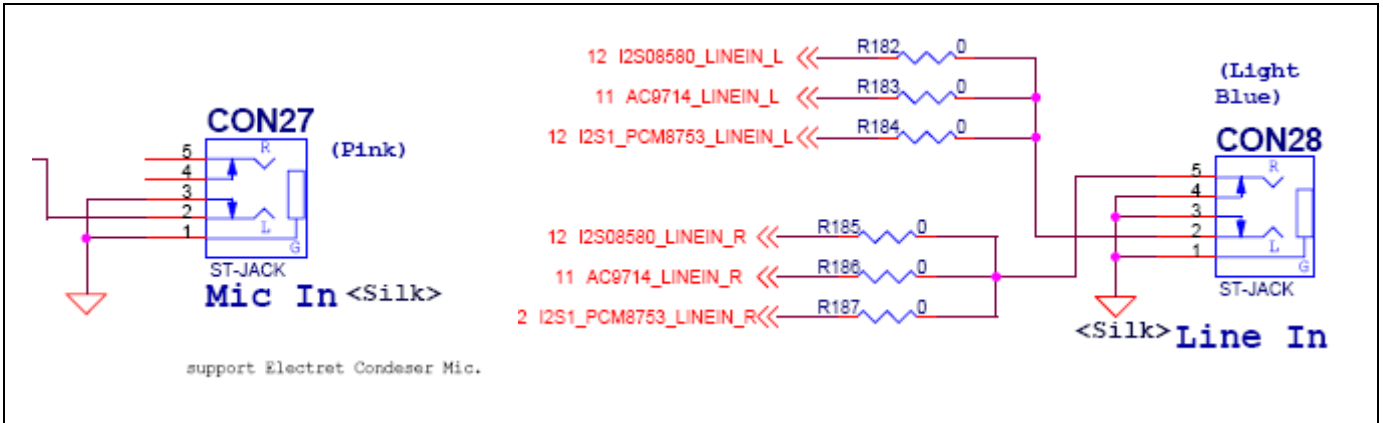 CON27
(Pink)
5
4
3
2
1
R
L
G
ST-JACK
Mic In <Silk>
support Electret Condeser Mic.
12 I2S08580_LINEIN_L R182 0
11 AC9714_LINEIN_L R183 0
12 I2S1_PCM8753_LINEIN_L R184 0
12 I2S08580_LINEIN_R R185 0
11 AC9714_LINEIN_R R186 0
2 I2S1_PCM8753_LINEIN_R R187 0
(Light
Blue)
CON28
5
4
3
2
1
R
L
G
ST-JACK
<Silk> Line In